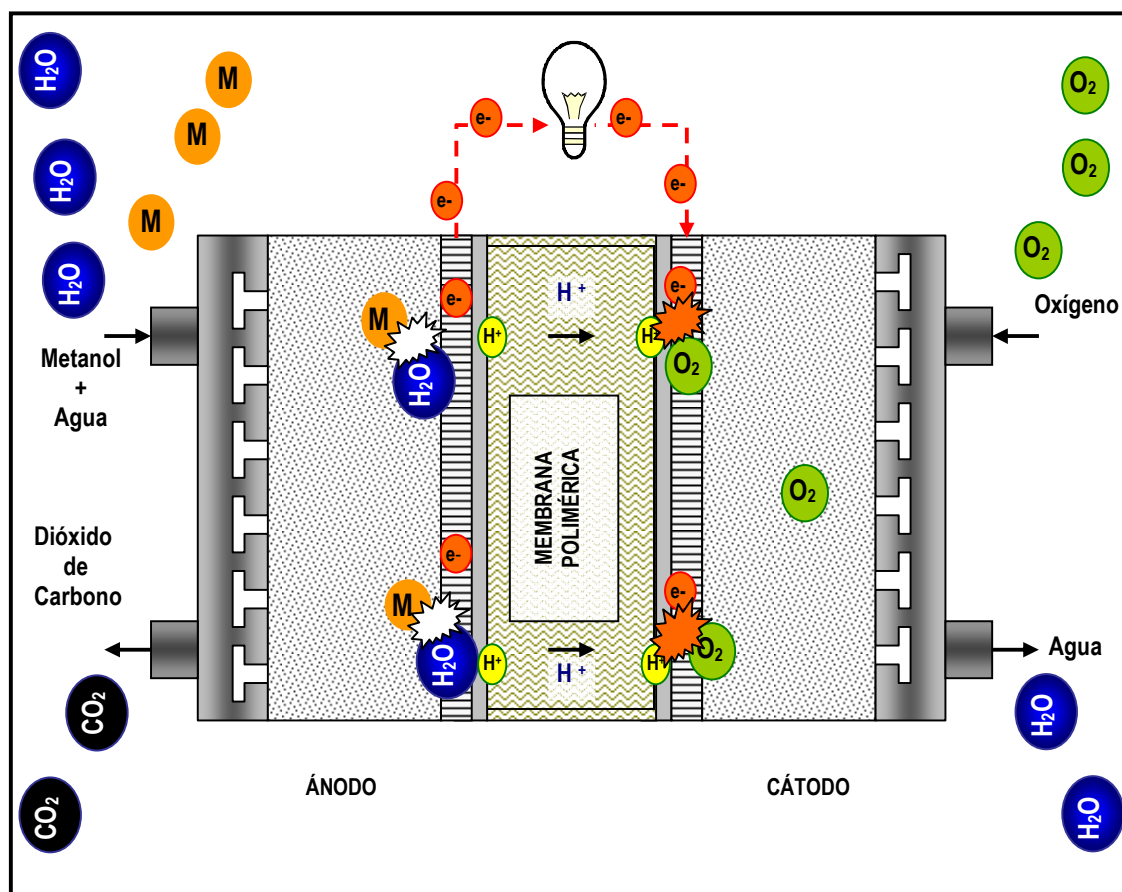 H₂O
M
M
H₂O
M
H₂O
Metanol
+
Agua
Dióxido
de
Carbono
CO₂
CO₂
e-
e-
e-
e-
e-
M
H₂O
H⁺
H ⁺
H⁺
e-
O₂
MEMBRANA
POLIMÉRICA
O₂
e-
M
H₂O
H⁺
H ⁺
H⁺
e-
O₂
O₂
O₂
O₂
Oxígeno
Agua
H₂O
H₂O
ÁNODO
CÁTODO